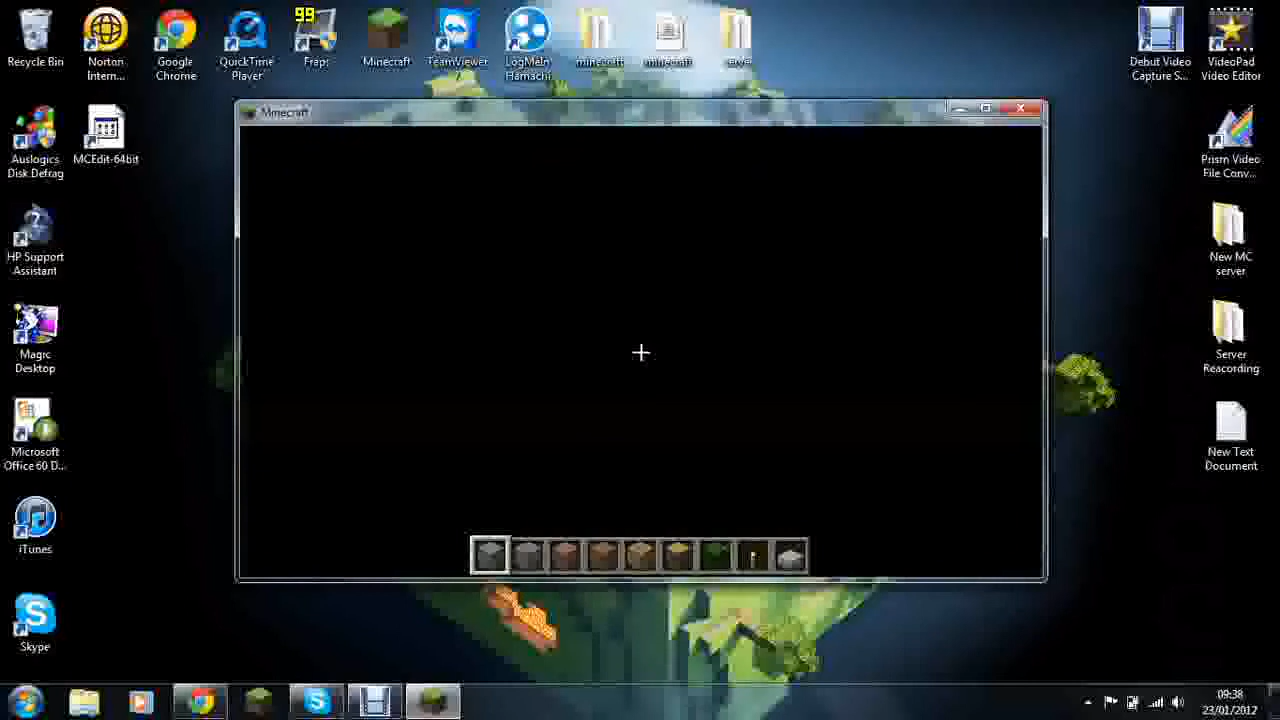 99
Recycle Bin
Norton
Intern...
Google
Chrome
QuickTime
Player
Fraps
Minecraft
TeamViewer
7
LogMeIn
Hamachi
minecraft
minecraft
server
Debut Video
Capture S...
VideoPad
Video Editor
Auslogics
Disk Defrag
MCEdit-64bit
Minecraft
Prism Video
File Conv...
HP Support
Assistant
New MC
server
Magic
Desktop
Server
Reacording
Microsoft
Office 60 D...
New Text
Document
iTunes
Skype
09:38
23/01/2012